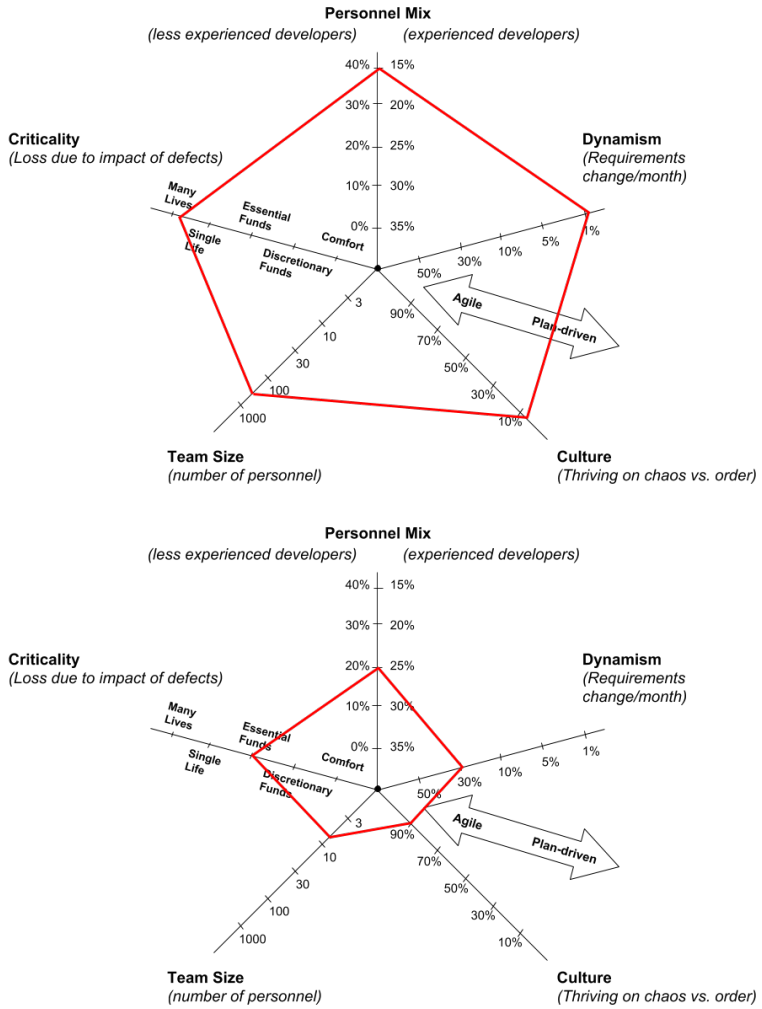 Personnel Mix
(less experienced developers) (experienced developers)
40% 15%
30% 20%
Criticality
(Loss due to impact of defects)
Dynamism
(Requirements
change/month)
20% 25%
10% 30%
Many
Lives
Essential
Funds
0% 35%
Single
Life
Comfort
Discretionary
Funds
50% 30% 10% 5% 1%
Agile
Plan-driven
3
10
30
100
1000
90%
70%
50%
30%
10%
Team Size
(number of personnel)
Culture
(Thriving on chaos vs. order)
Personnel Mix
(less experienced developers) (experienced developers)
40% 15%
30% 20%
Criticality
(Loss due to impact of defects)
Dynamism
(Requirements
change/month)
20% 25%
10% 30%
Many
Lives
Essential
Funds
0% 35%
Single
Life
Comfort
Discretionary
Funds
50% 30% 10% 5% 1%
Agile
Plan-driven
3
10
30
100
1000
90%
70%
50%
30%
10%
Team Size
(number of personnel)
Culture
(Thriving on chaos vs. order)